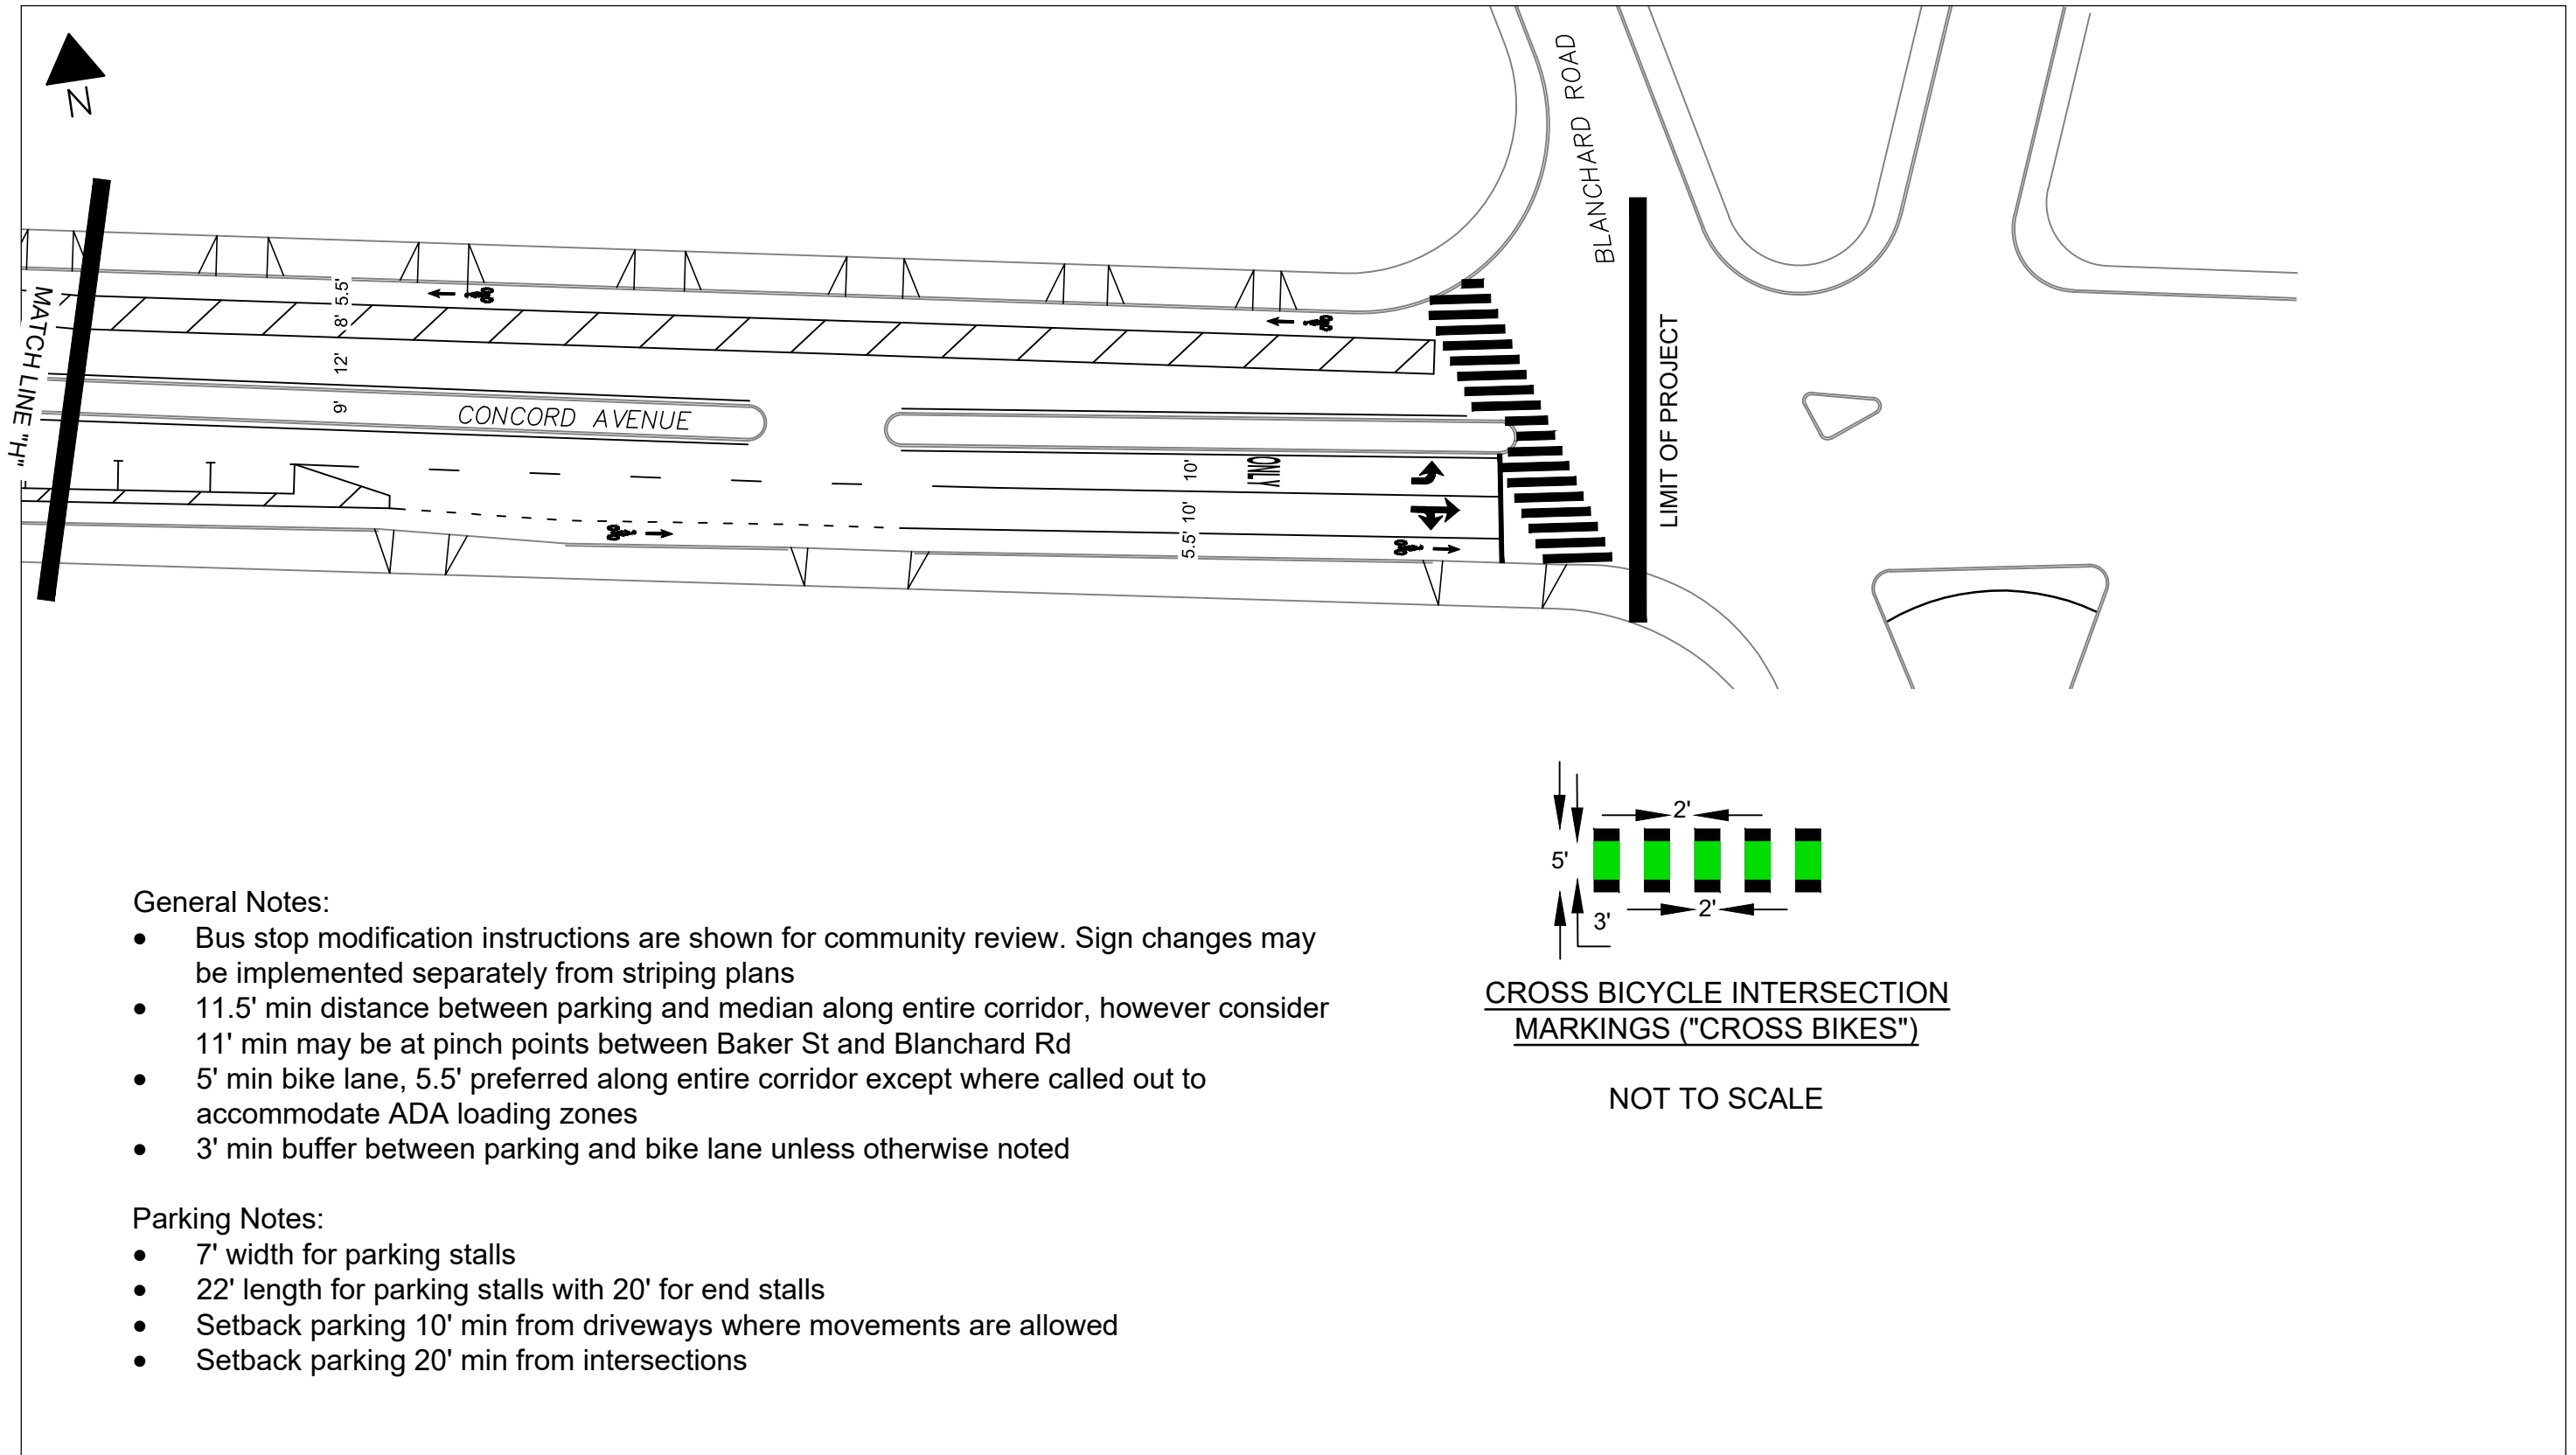 N
BLANCHARD ROAD
MATCH LINE "H"
5.5'
8'
12'
9'
CONCORD AVENUE
10'
ONLY
10'
5.5'
LIMIT OF PROJECT
2'
5'
3'
2'
CROSS BICYCLE INTERSECTION
MARKINGS ("CROSS BIKES")
NOT TO SCALE
General Notes:
• Bus stop modification instructions are shown for community review. Sign changes may
be implemented separately from striping plans
• 11.5' min distance between parking and median along entire corridor, however consider
11' min may be at pinch points between Baker St and Blanchard Rd
• 5' min bike lane, 5.5' preferred along entire corridor except where called out to
accommodate ADA loading zones
• 3' min buffer between parking and bike lane unless otherwise noted
Parking Notes:
• 7' width for parking stalls
• 22' length for parking stalls with 20' for end stalls
• Setback parking 10' min from driveways where movements are allowed
• Setback parking 20' min from intersections